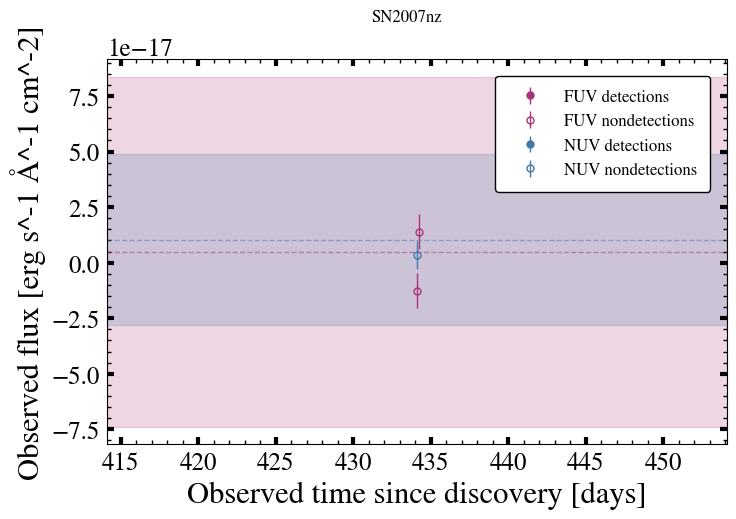 SN2007nz
1e−17
7.5
5.0
2.5
0.0
−2.5
−5.0
−7.5
Observed flux [erg s^-1 Å^-1 cm^-2]
FUV detections
FUV nondetections
NUV detections
NUV nondetections
415 420 425 430 435 440 445 450
Observed time since discovery [days]